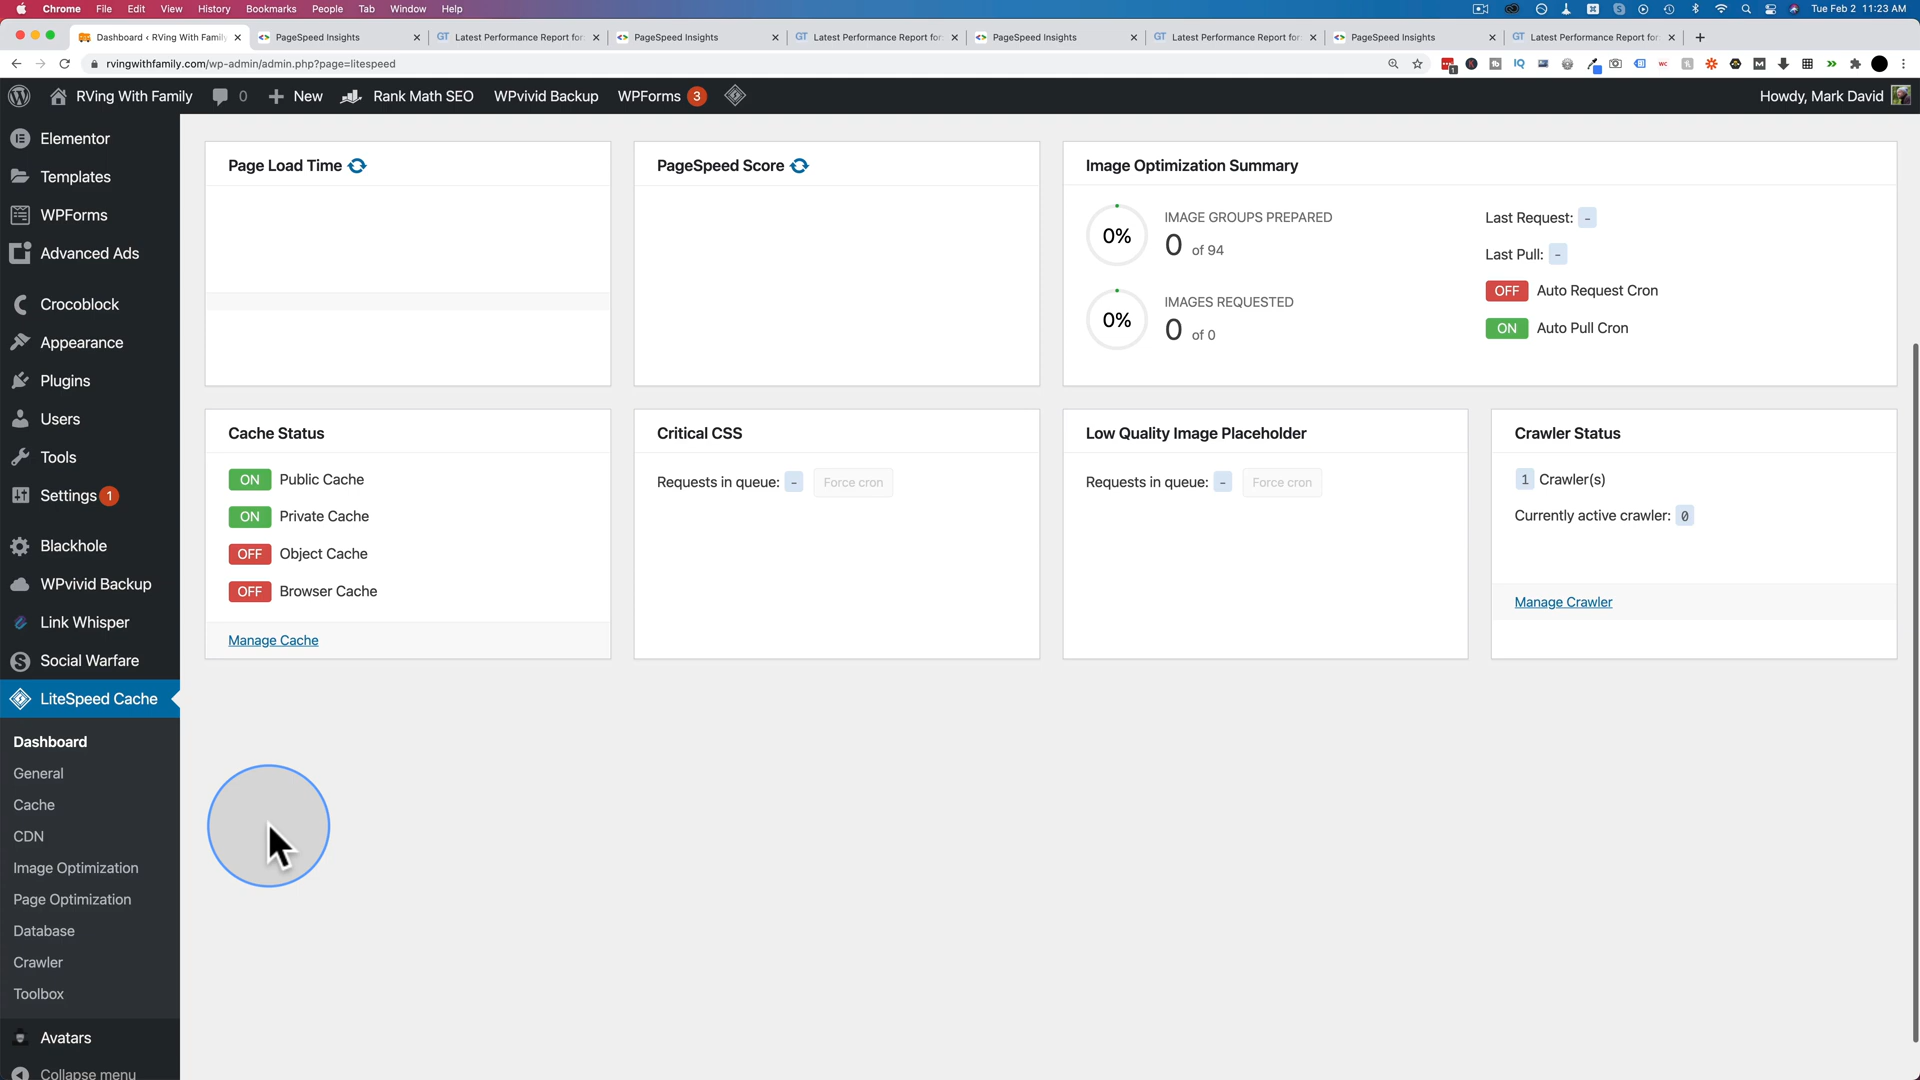 Chrome File Edit View History Bookmarks People Tab Window Help Tue Feb 2 11:23 AM
Dashboard ‹ RVing With Family PageSpeed Insights GT Latest Performance Report for PageSpeed Insights GT Latest Performance Report for PageSpeed Insights GT Latest Performance Report for PageSpeed Insights GT Latest Performance Report for
rvingwithfamily.com/wp-admin/admin.php?page=litespeed
RVing With Family 0 + New Rank Math SEO WPvivid Backup WPForms 3 Howdy, Mark David
Elementor
Templates
WPForms
Advanced Ads
Crocoblock
Appearance
Plugins
Users
Tools
Settings 1
Blackhole
WPvivid Backup
Link Whisper
Social Warfare
LiteSpeed Cache
Dashboard
General
Cache
CDN
Image Optimization
Page Optimization
Database
Crawler
Toolbox
Avatars
Collapse menu
Page Load Time
PageSpeed Score
Image Optimization Summary
0%
IMAGE GROUPS PREPARED
0 of 94
0%
IMAGES REQUESTED
0 of 0
Last Request: -
Last Pull: -
OFF Auto Request Cron
ON Auto Pull Cron
Cache Status
ON Public Cache
ON Private Cache
OFF Object Cache
OFF Browser Cache
Manage Cache
Critical CSS
Requests in queue: - Force cron
Low Quality Image Placeholder
Requests in queue: - Force cron
Crawler Status
1 Crawler(s)
Currently active crawler: 0
Manage Crawler